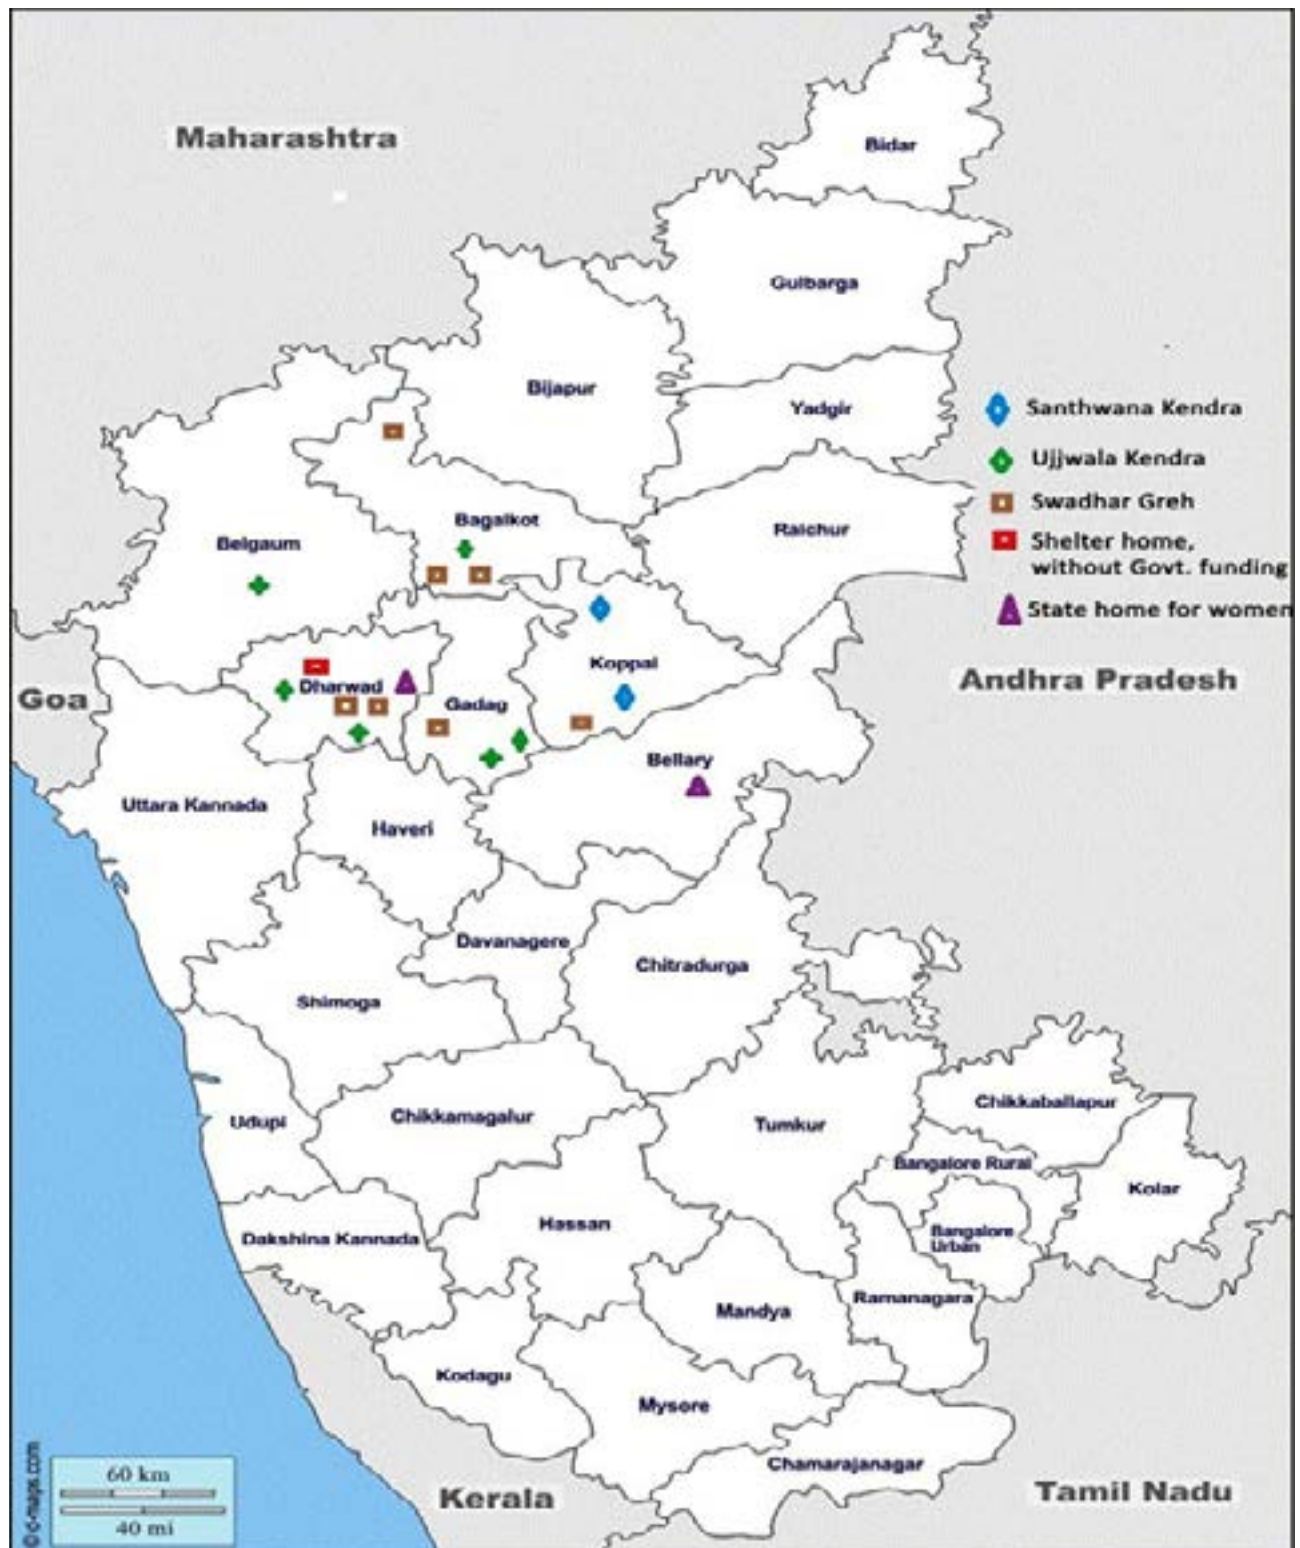 Maharashtra
Bidar
Gulbarga
Bijapur
Yadgir
Santhwana Kendra
Ujjwala Kendra
Swadhar Greh
Shelter home,
without Govt. funding
State home for women
Bagalkot
Raichur
Belgaum
Koppal
Goa
Dharwad
Gadag
Andhra Pradesh
Bellary
Uttara Kannada
Haveri
Davanagere
Chitradurga
Shimoga
Chikkaballapur
Udupi
Chikkamagalur
Tumkur
Bangalore Rural
Kolar
Hassan
Dakshina Kannada
Bangalore
Urban
Ramanagara
Mandya
Kodagu
Mysore
Chamarajanagar
Kerala
Tamil Nadu
60 km
40 mi
© d-maps.com